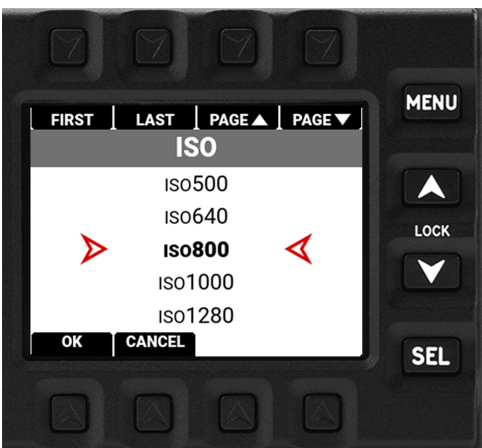 FIRST LAST PAGE▲ PAGE▼
MENU
ISO
ISO500
ISO640
LOCK
ISO800
ISO1000
ISO1280
OK CANCEL
SEL